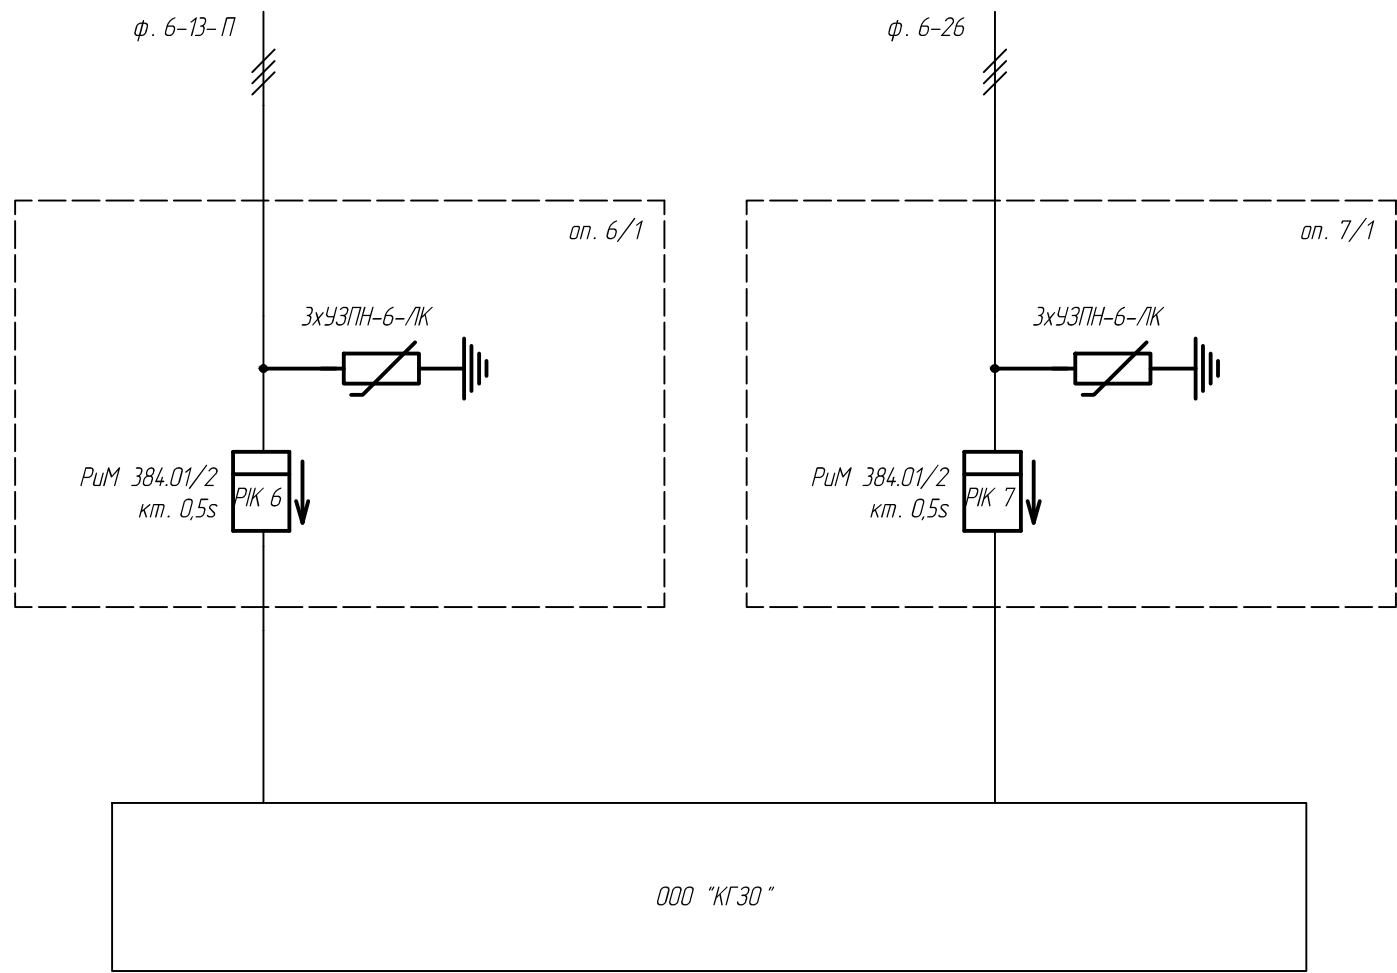 ф. 6-13-П
ф. 6-26
оп. 6/1
оп. 7/1
3хУЗПН-6-ЛК
3хУЗПН-6-ЛК
РиМ 384.01/2
кт. 0,5s
PIK 6
РиМ 384.01/2
кт. 0,5s
PIK 7
ООО "КГЗО"